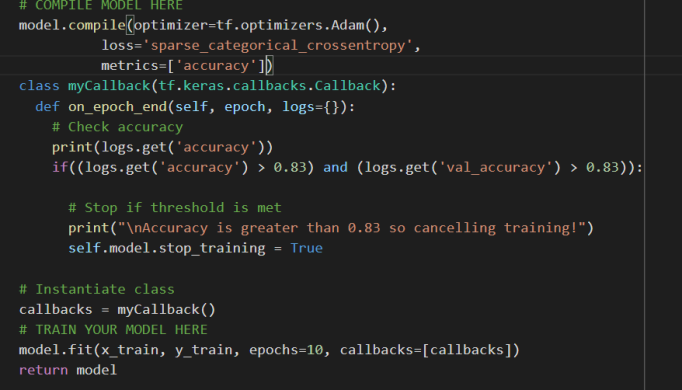 # COMPILE MODEL HERE
model.compile(optimizer=tf.optimizers.Adam(),
          loss='sparse_categorical_crossentropy',
          metrics=['accuracy'])
class myCallback(tf.keras.callbacks.Callback):
  def on_epoch_end(self, epoch, logs={}):
    # Check accuracy
    print(logs.get('accuracy'))
    if((logs.get('accuracy') > 0.83) and (logs.get('val_accuracy') > 0.83)):

      # Stop if threshold is met
      print("\nAccuracy is greater than 0.83 so cancelling training!")
      self.model.stop_training = True

# Instantiate class
callbacks = myCallback()
# TRAIN YOUR MODEL HERE
model.fit(x_train, y_train, epochs=10, callbacks=[callbacks])
return model